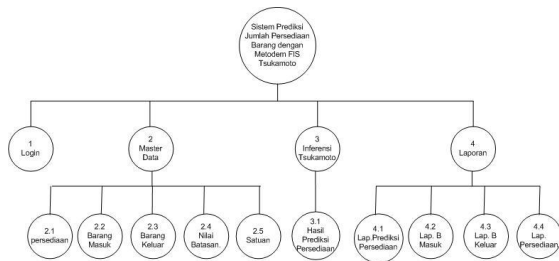 Sistem Prediksi
Jumlah Persediaan
Barang dengan
Metodem FIS
Tsukamoto
1
Login
2
Master
Data
3
Inferensi
Tsukamoto
4
Laporan
2.1
persediaan
2.2
Barang
Masuk
2.3
Barang
Keluar
2.4
Nilai
Batasan.
2.5
Satuan
3.1
Hasil
Prediksi
Persediaan
4.1
Lap.Prediksi
Persediaan
4.2
Lap. B
Masuk
4.3
Lap. B
Keluar
4.4
Lap.
Persediaan